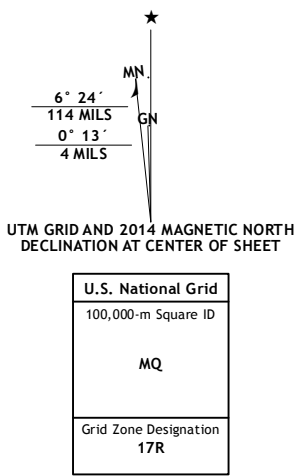 ★
MN
GN
6° 24´
114 MILS
0° 13´
4 MILS
UTM GRID AND 2014 MAGNETIC NORTH
DECLINATION AT CENTER OF SHEET
U.S. National Grid
100,000-m Square ID
MQ
Grid Zone Designation
17R